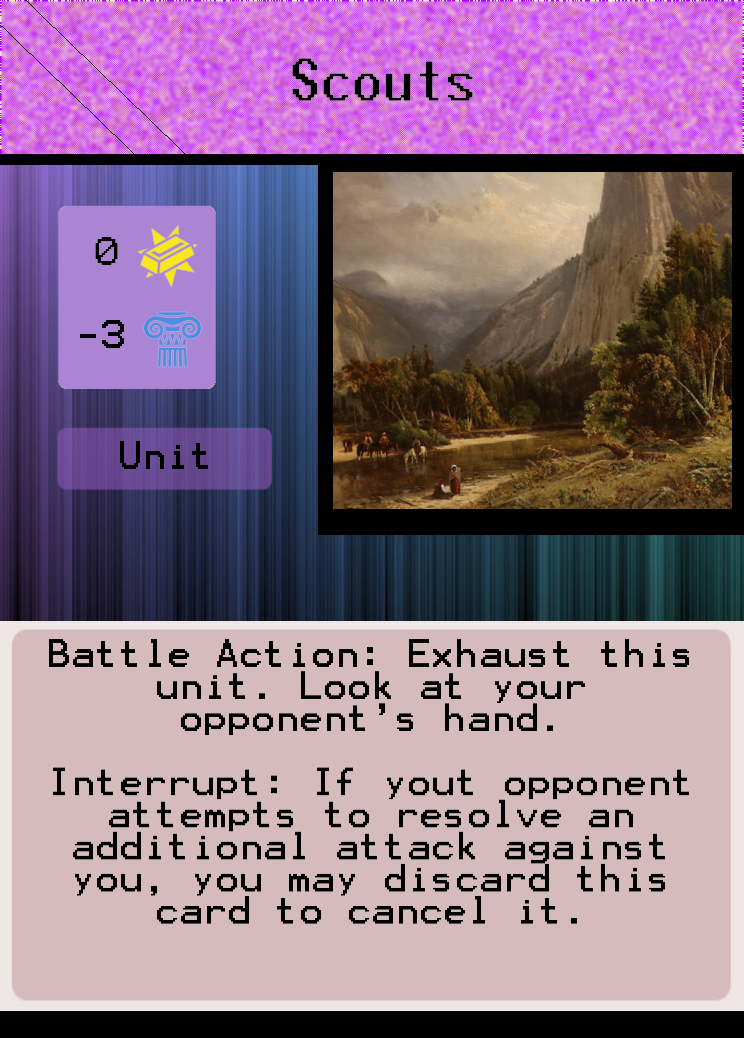 Scouts
0
-3
Unit
Battle Action: Exhaust this
unit. Look at your
opponent's hand.
Interrupt: If yout opponent
attempts to resolve an
additional attack against
you, you may discard this
card to cancel it.